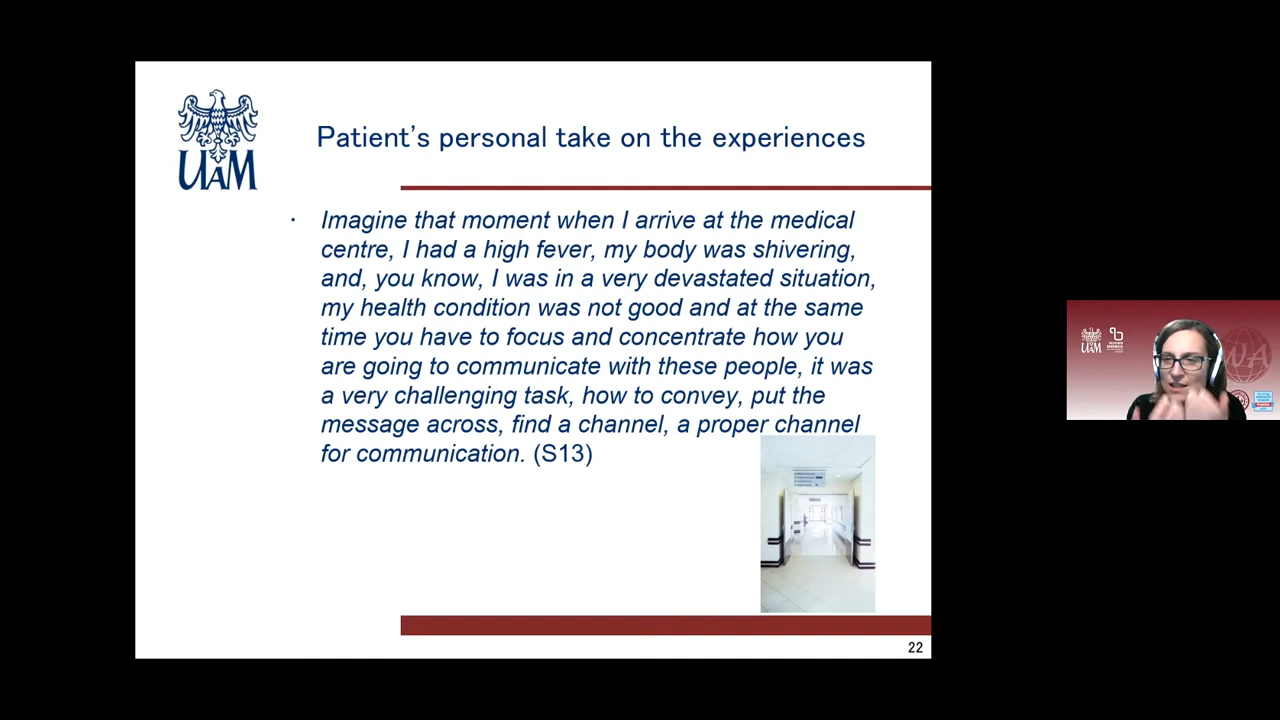 UAM
Patient's personal take on the experiences
• Imagine that moment when I arrive at the medical
centre, I had a high fever, my body was shivering,
and, you know, I was in a very devastated situation,
my health condition was not good and at the same
time you have to focus and concentrate how you
are going to communicate with these people, it was
a very challenging task, how to convey, put the
message across, find a channel, a proper channel
for communication. (S13)
22
UAM
WA